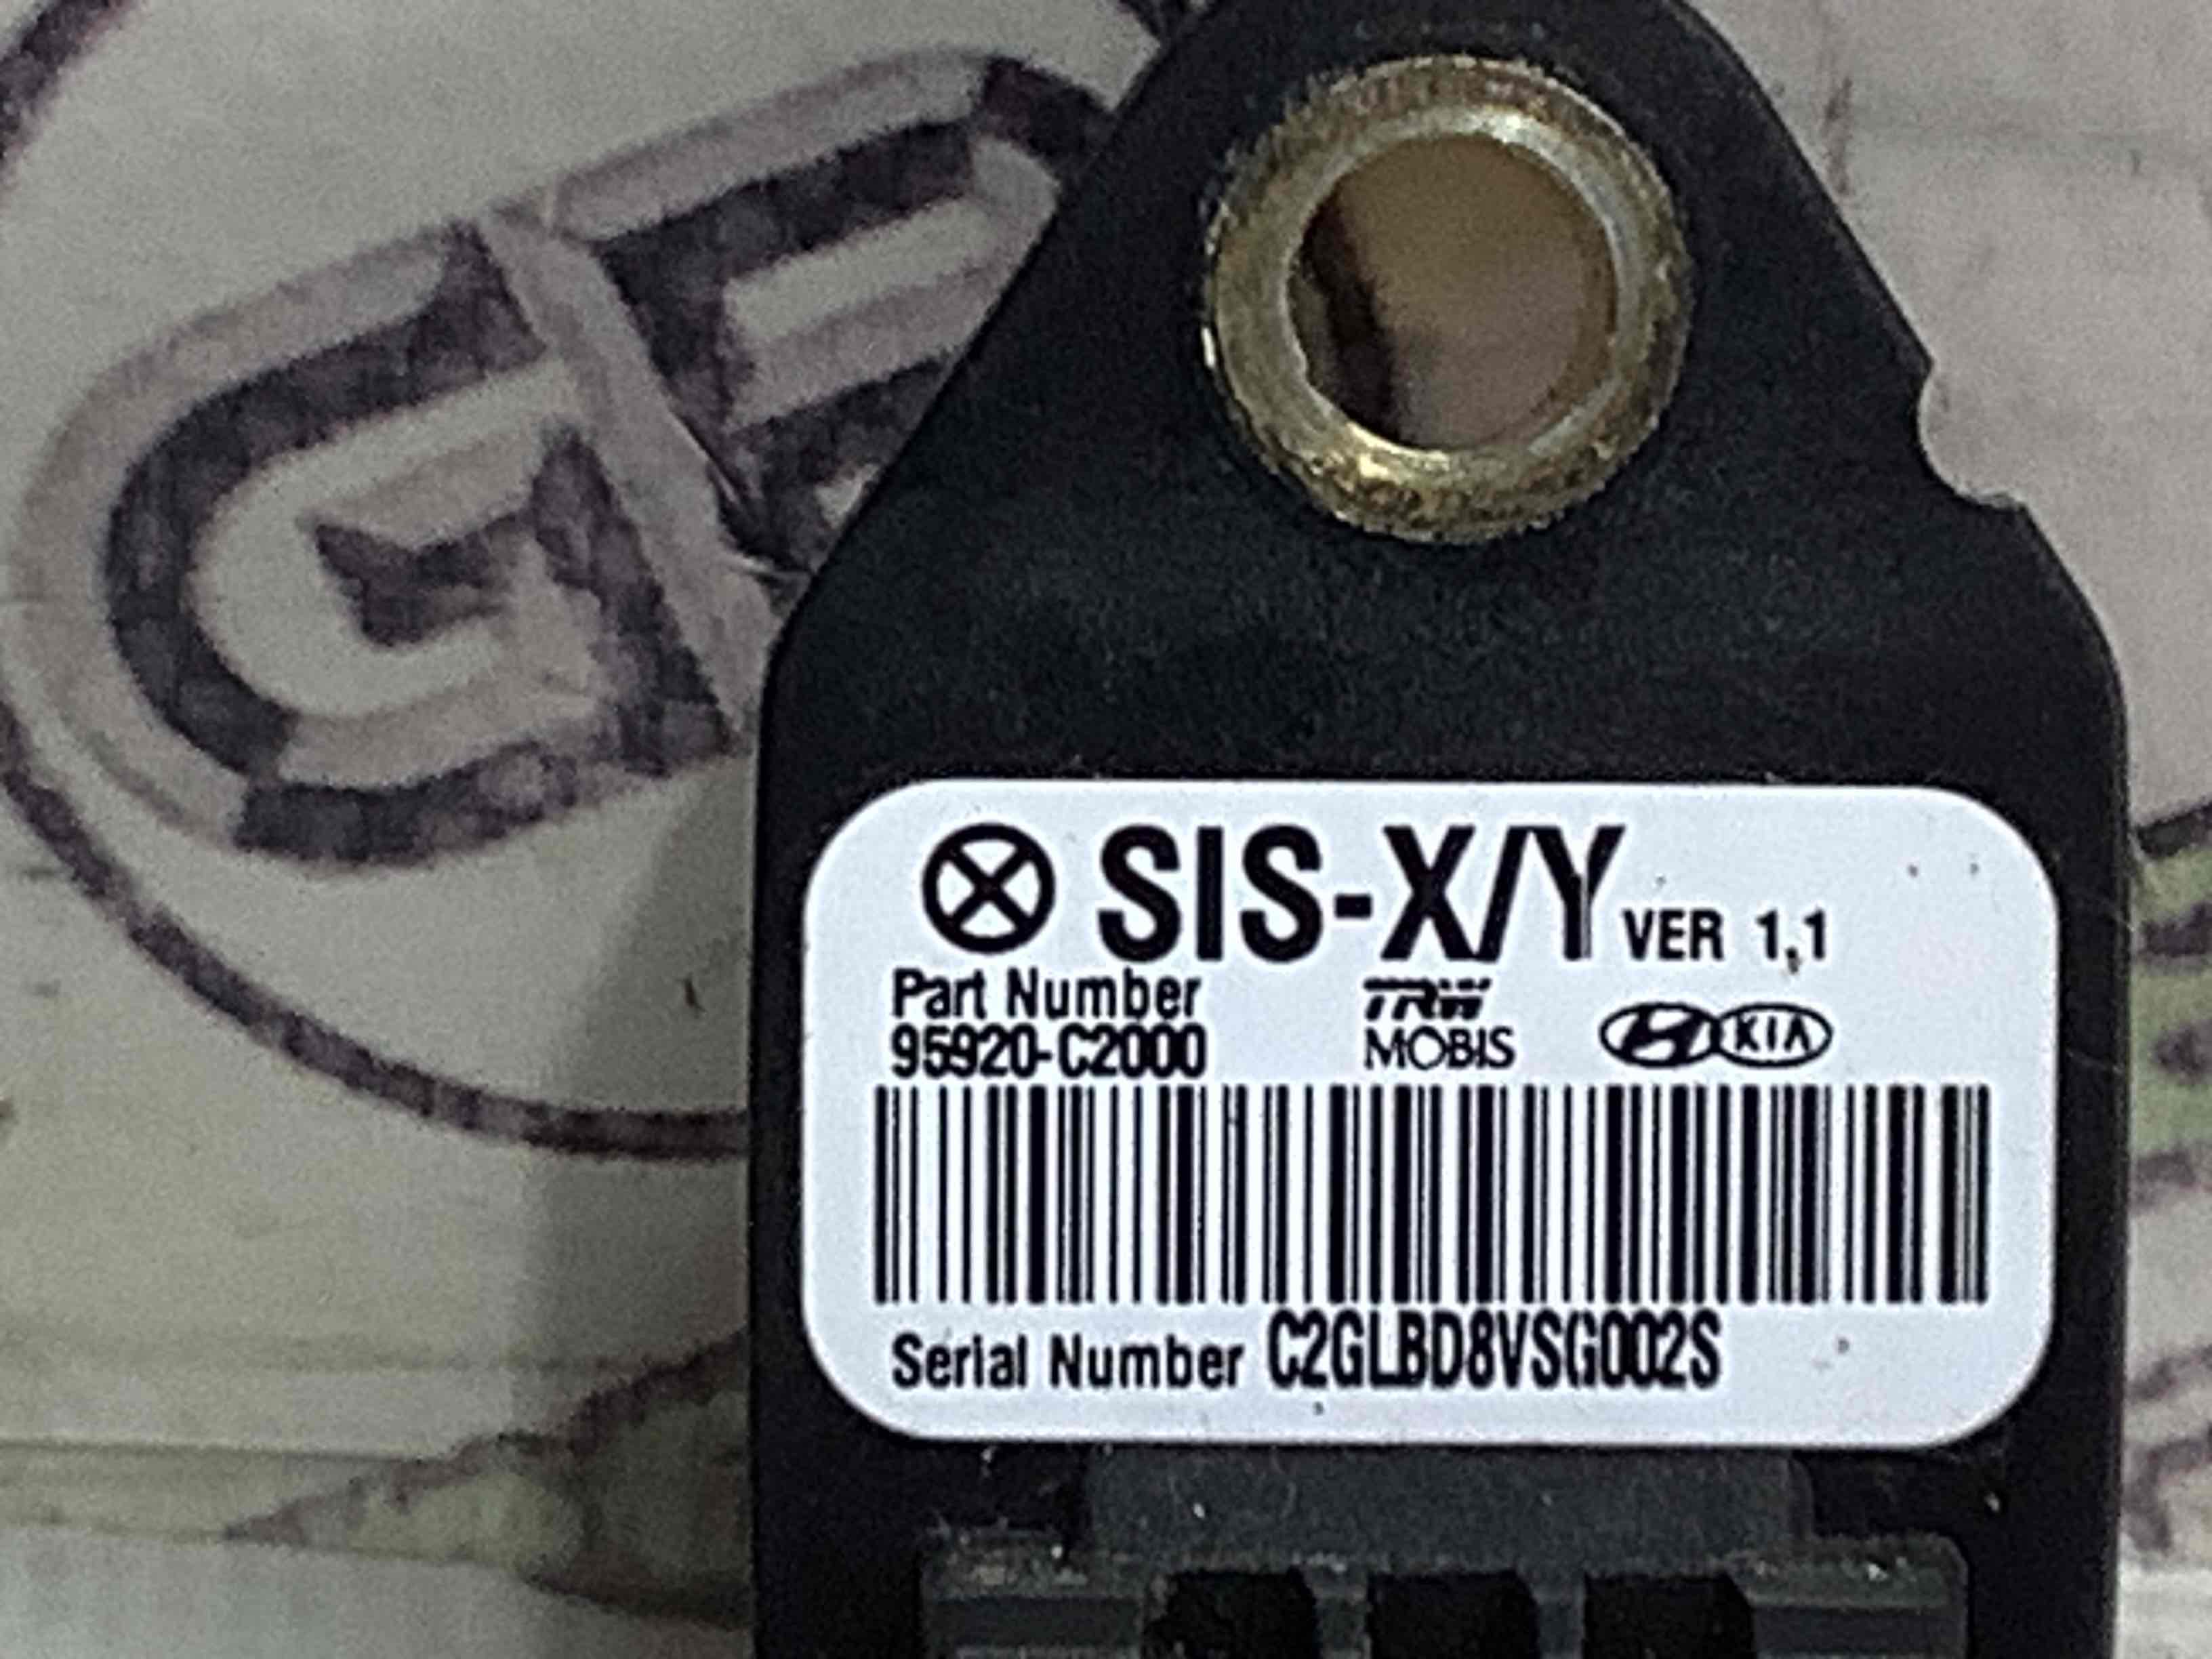 SIS-X/Y VER 1.1
Part Number
95920-C2000
TRW
MOBIS
KIA
Serial Number C2GLBD8VSG002S